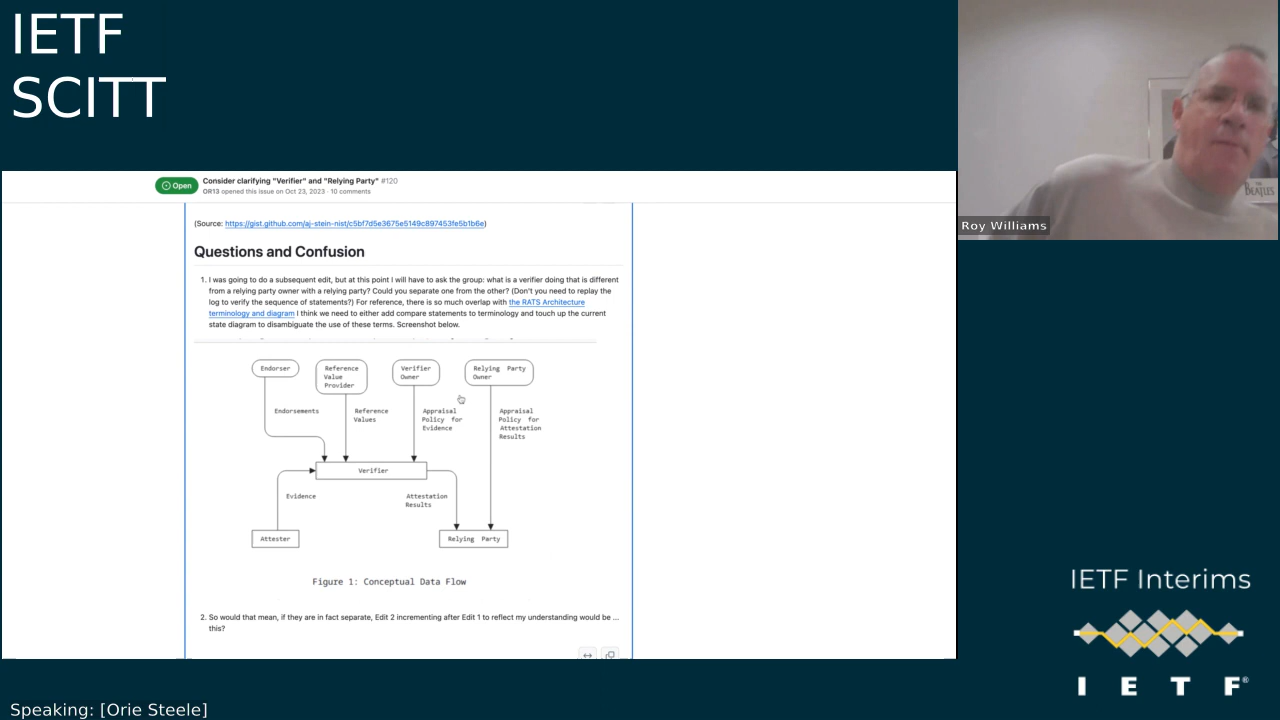 IETF
SCITT
Open
Consider clarifying "Verifier" and "Relying Party" #120
OR13 opened this issue on Oct 23, 2023 · 10 comments
(Source: https://gist.github.com/aj-stein-nist/c5bf7d5e3675e5149c897453fe5b1b6e)
Questions and Confusion
1. I was going to do a subsequent edit, but at this point I will have to ask the group: what is a verifier doing that is different
from a relying party owner with a relying party? Could you separate one from the other? (Don't you need to replay the
log to verify the sequence of statements?) For reference, there is so much overlap with the RATS Architecture
terminology and diagram I think we need to either add compare statements to terminology and touch up the current
state diagram to disambiguate the use of these terms. Screenshot below.
Endorser
Reference
Value
Provider
Verifier
Owner
Relying Party
Owner
Endorsements
Reference
Values
Appraisal
Policy for
Evidence
Appraisal
Policy for
Attestation
Results
Verifier
Evidence
Attestation
Results
Attester
Relying Party
Figure 1: Conceptual Data Flow
2. So would that mean, if they are in fact separate, Edit 2 incrementing after Edit 1 to reflect my understanding would be ...
this?
THE
BEATLES
Roy Williams
IETF Interims
I E T F®
Speaking: [Orie Steele]